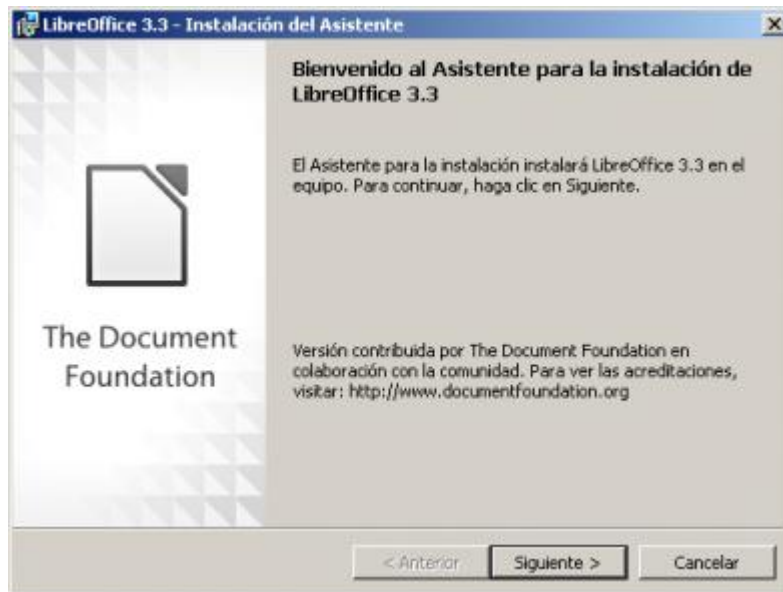 LibreOffice 3.3 - Instalación del Asistente
Bienvenido al Asistente para la instalación de
LibreOffice 3.3
El Asistente para la instalación instalará LibreOffice 3.3 en el
equipo. Para continuar, haga clic en Siguiente.
The Document
Foundation
Versión contribuida por The Document Foundation en
colaboración con la comunidad. Para ver las acreditaciones,
visitar: http://www.documentfoundation.org
< Anterior Siguiente > Cancelar